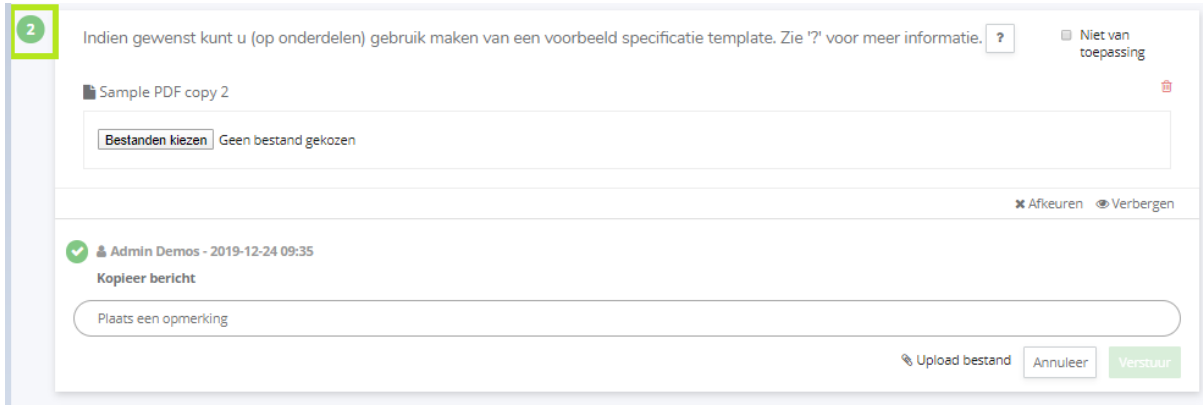 2
Indien gewenst kunt u (op onderdelen) gebruik maken van een voorbeeld specificatie template. Zie '?' voor meer informatie. ?
Niet van
toepassing
Sample PDF copy 2
Bestanden kiezen Geen bestand gekozen
Afkeuren Verbergen
Admin Demos - 2019-12-24 09:35
Kopieer bericht
Plaats een opmerking
Upload bestand Annuleer Verstuur